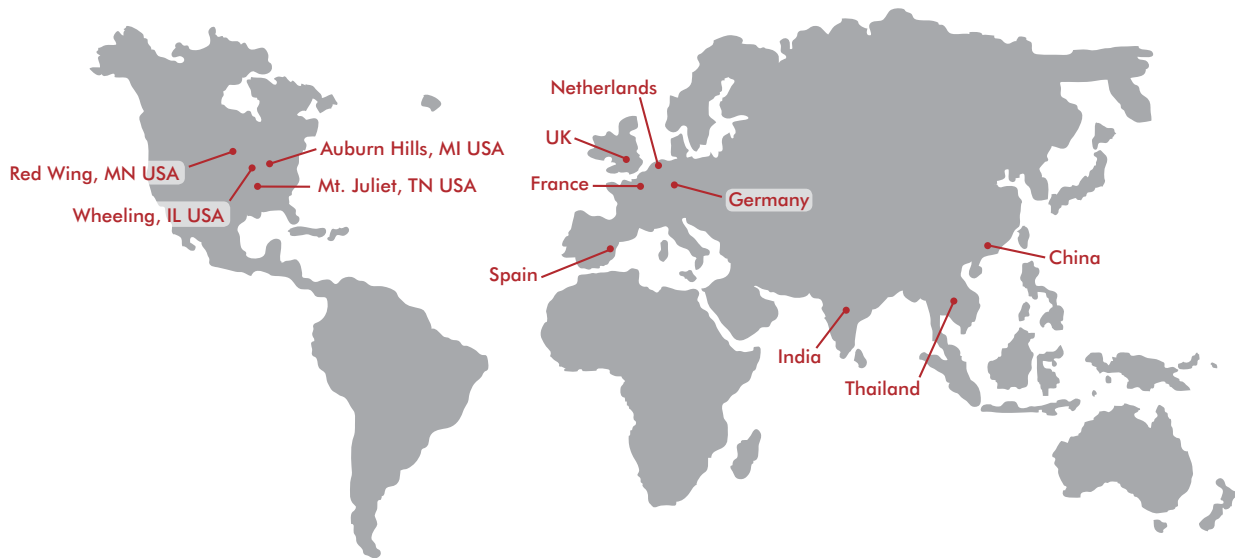 Netherlands
UK
Auburn Hills, MI USA
Red Wing, MN USA
France
Mt. Juliet, TN USA
Germany
Wheeling, IL USA
China
Spain
India
Thailand